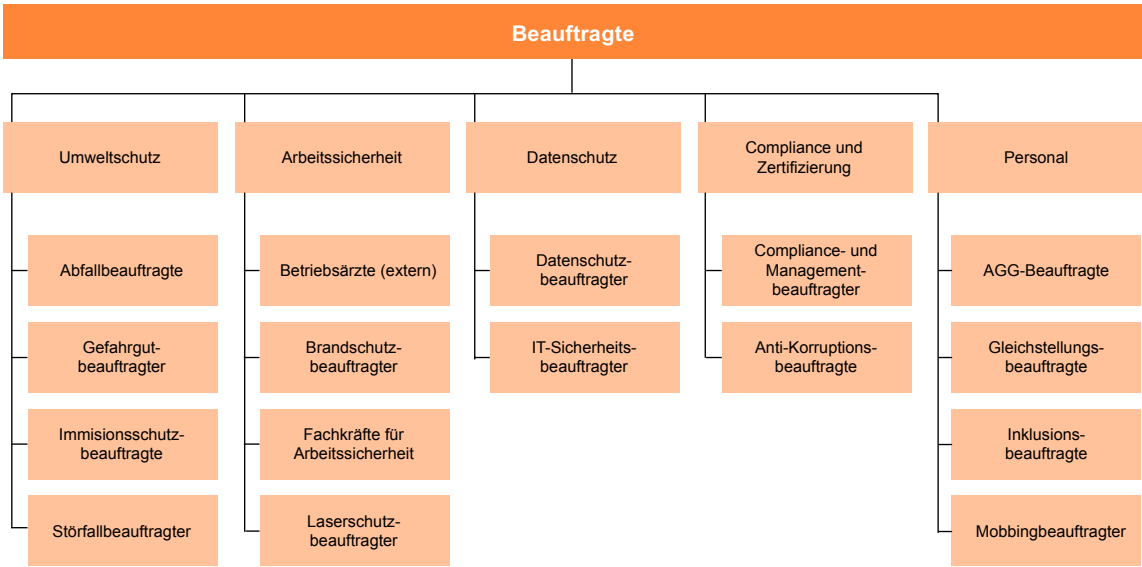 Beauftragte
Umweltschutz
Arbeitssicherheit
Datenschutz
Compliance und
Zertifizierung
Personal
Abfallbeauftragte
Gefahrgut-
beauftragter
Immisionsschutz-
beauftragte
Störfallbeauftragter
Betriebsärzte (extern)
Brandschutz-
beauftragter
Fachkräfte für
Arbeitssicherheit
Laserschutz-
beauftragter
Datenschutz-
beauftragter
IT-Sicherheits-
beauftragter
Compliance- und
Management-
beauftragter
Anti-Korruptions-
beauftragte
AGG-Beauftragte
Gleichstellungs-
beauftragte
Inklusions-
beauftragte
Mobbingbeauftragter